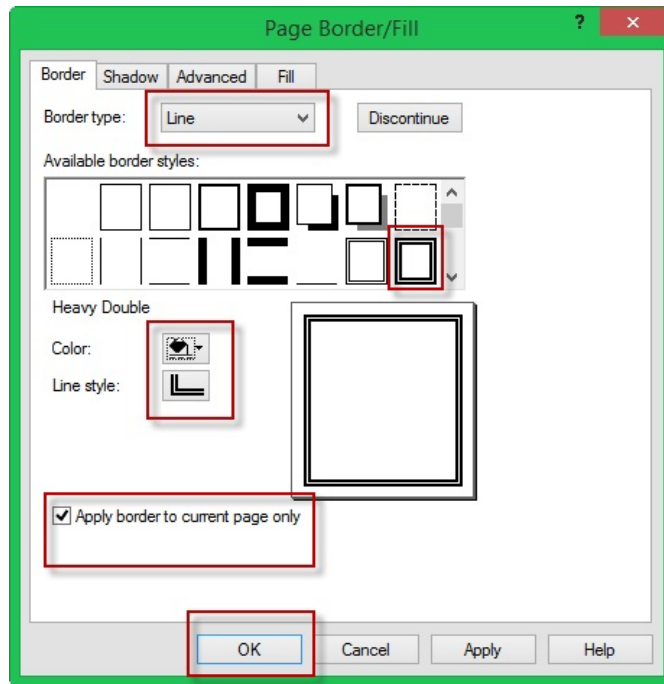 Page Border/Fill ? ×
Border Shadow Advanced Fill
Border type: Line Discontinue
Available border styles:
Heavy Double
Color:
Line style:
Apply border to current page only
OK Cancel Apply Help